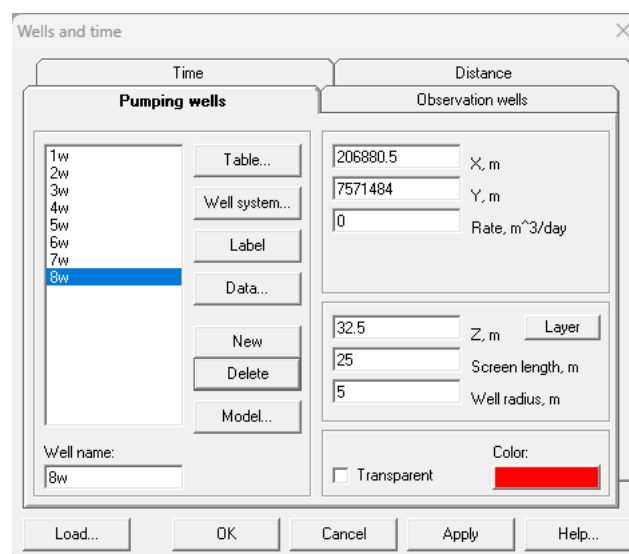 Wells and time
Time
Distance
Pumping wells
Observation wells
1w
2w
3w
4w
5w
6w
7w
8w
Table...
Well system...
Label
Data...
New
Delete
Model...
Well name:
8w
206880.5 X, m
7571484 Y, m
0 Rate, m^3/day
32.5 Z, m Layer
25 Screen length, m
5 Well radius, m
Color:
Transparent
Load...
OK
Cancel
Apply
Help...